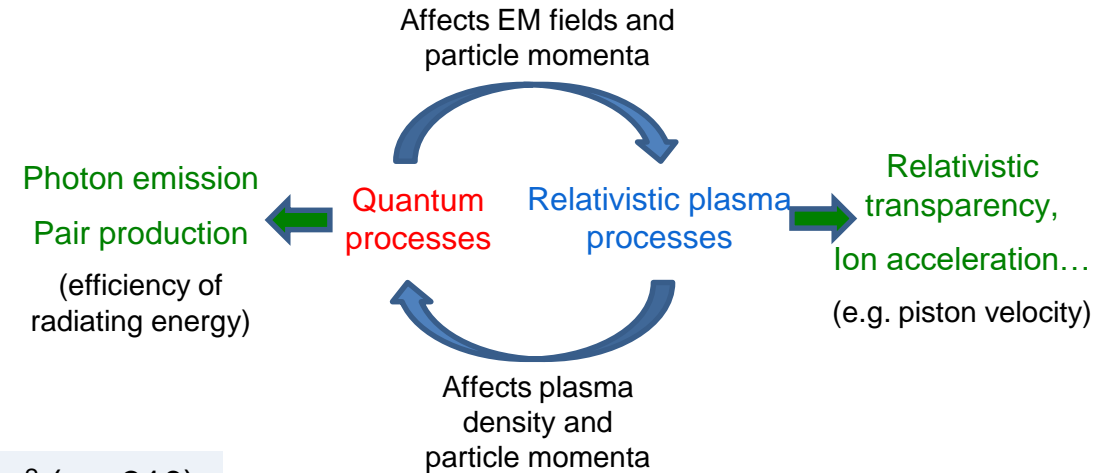 Affects EM fields and
particle momenta
Photon emission
Pair production
(efficiency of
radiating energy)
Quantum
processes
Relativistic plasma
processes
Relativistic
transparency,
Ion acceleration…
(e.g. piston velocity)
Affects plasma
density and
particle momenta